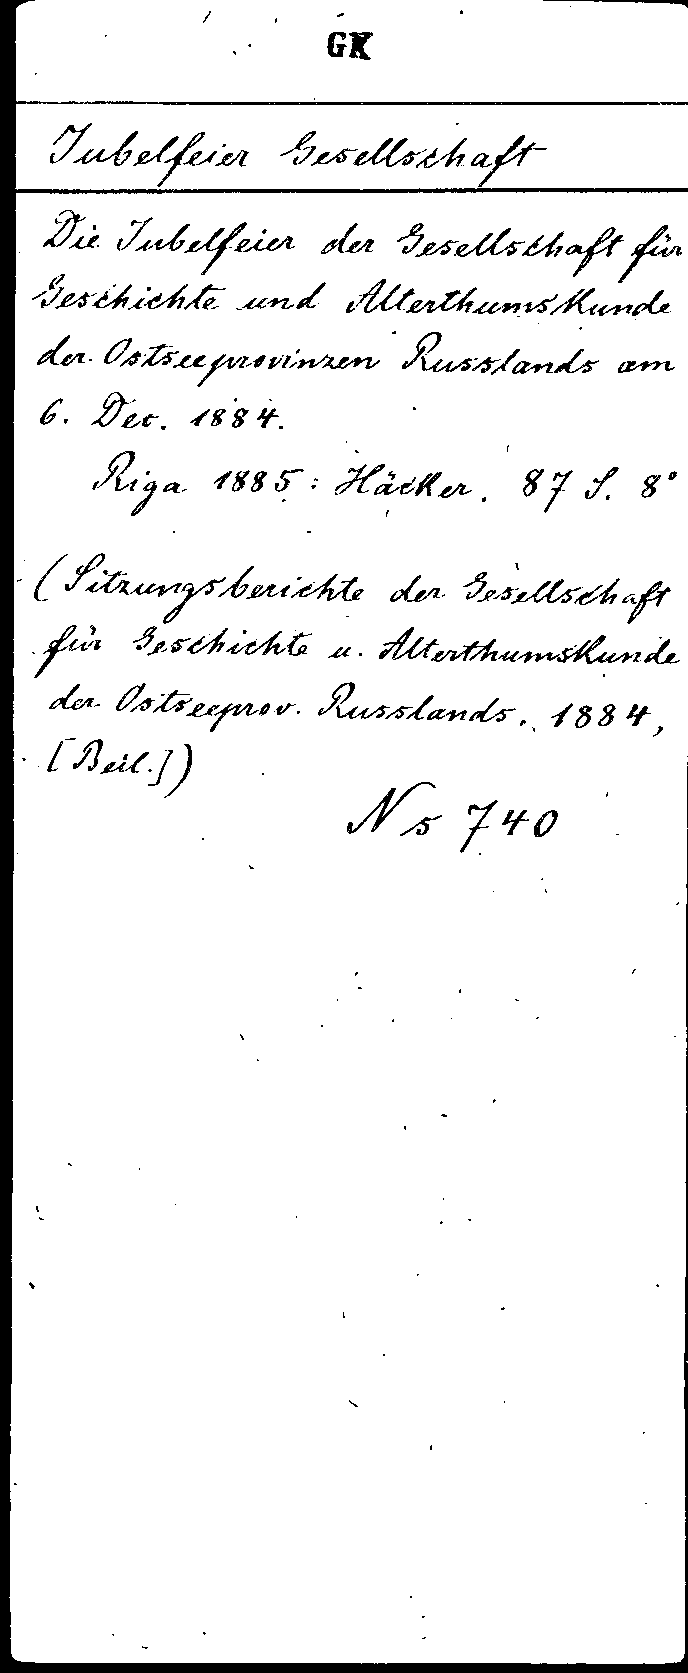 GK
Jubelfeier Gesellschaft
Die Jubelfeier der Gesellschaft für
Geschichte und Alterthumskunde
der Ostseeprovinzen Russlands am
6. Dec. 1884.
Riga 1885: Häcker. 87 S. 8°
(Sitzungsberichte der Gesellschaft
für Geschichte u. Alterthumskunde
der Ostseeprov. Russlands. 1884,
[Beil.])
Ns 740